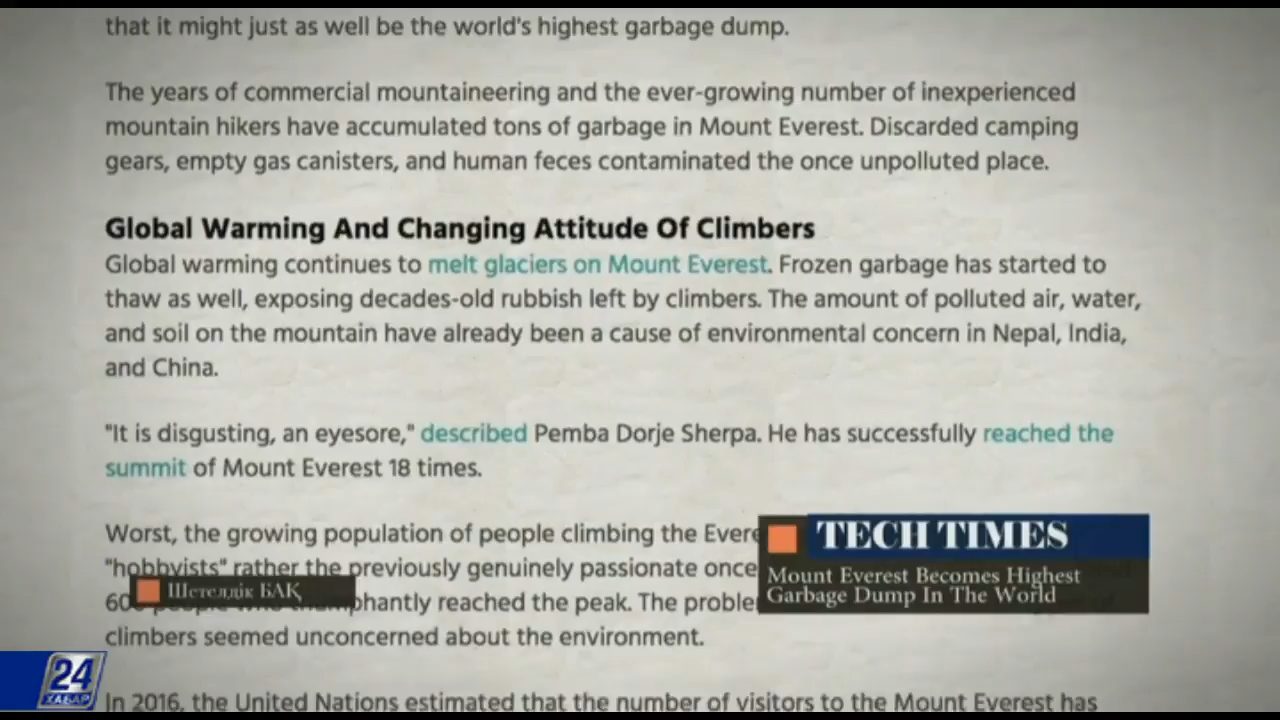 that it might just as well be the world's highest garbage dump.
The years of commercial mountaineering and the ever-growing number of inexperienced
mountain hikers have accumulated tons of garbage in Mount Everest. Discarded camping
gears, empty gas canisters, and human feces contaminated the once unpolluted place.
Global Warming And Changing Attitude Of Climbers
Global warming continues to melt glaciers on Mount Everest. Frozen garbage has started to
thaw as well, exposing decades-old rubbish left by climbers. The amount of polluted air, water,
and soil on the mountain have already been a cause of environmental concern in Nepal, India,
and China.
"It is disgusting, an eyesore," described Pemba Dorje Sherpa. He has successfully reached the
summit of Mount Everest 18 times.
Worst, the growing population of people climbing the Evere
"hobbyists" rather the previously genuinely passionate once
phantly reached the peak. The proble
climbers seemed unconcerned about the environment.
In 2016, the United Nations estimated that the number of visitors to the Mount Everest has
TECH TIMES
Mount Everest Becomes Highest
Garbage Dump In The World
Шетелдік БАҚ
24
ХАБАР